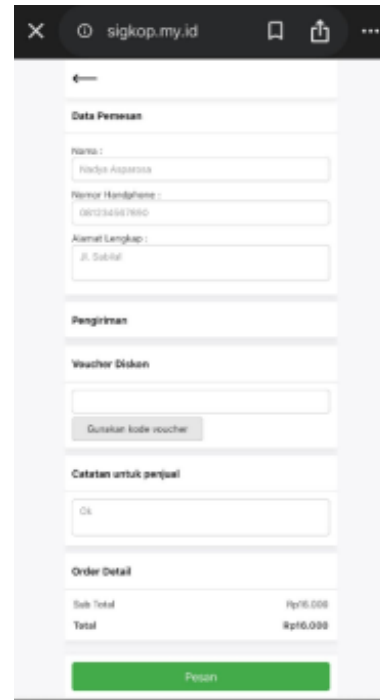 sigkop.my.id
Data Pemesan
Nama :
Nadya Asparosa
Nomor Handphone :
Alamat Lengkap :
Jl. Sabilal
Pengiriman
Voucher Diskon
Gunakan kode voucher
Catatan untuk penjual
Ok
Order Detail
Sub Total Rp16.000
Total Rp16.000
Pesan